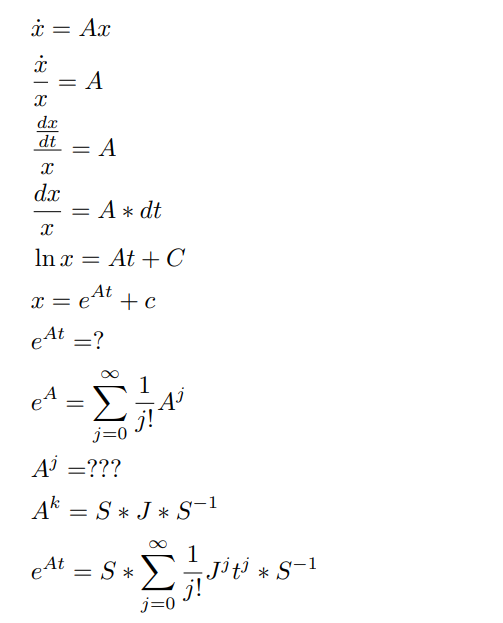 ẋ = Ax
ẋ/x = A
(dx/dt)/x = A
dx/x = A * dt
ln x = At + C
x = e^{At} + c
e^{At} =?
e^A = ∑_{j=0}^{∞} 1/j! A^j
A^j =???
A^k = S * J * S^{-1}
e^{At} = S * ∑_{j=0}^{∞} 1/j! J^j t^j * S^{-1}